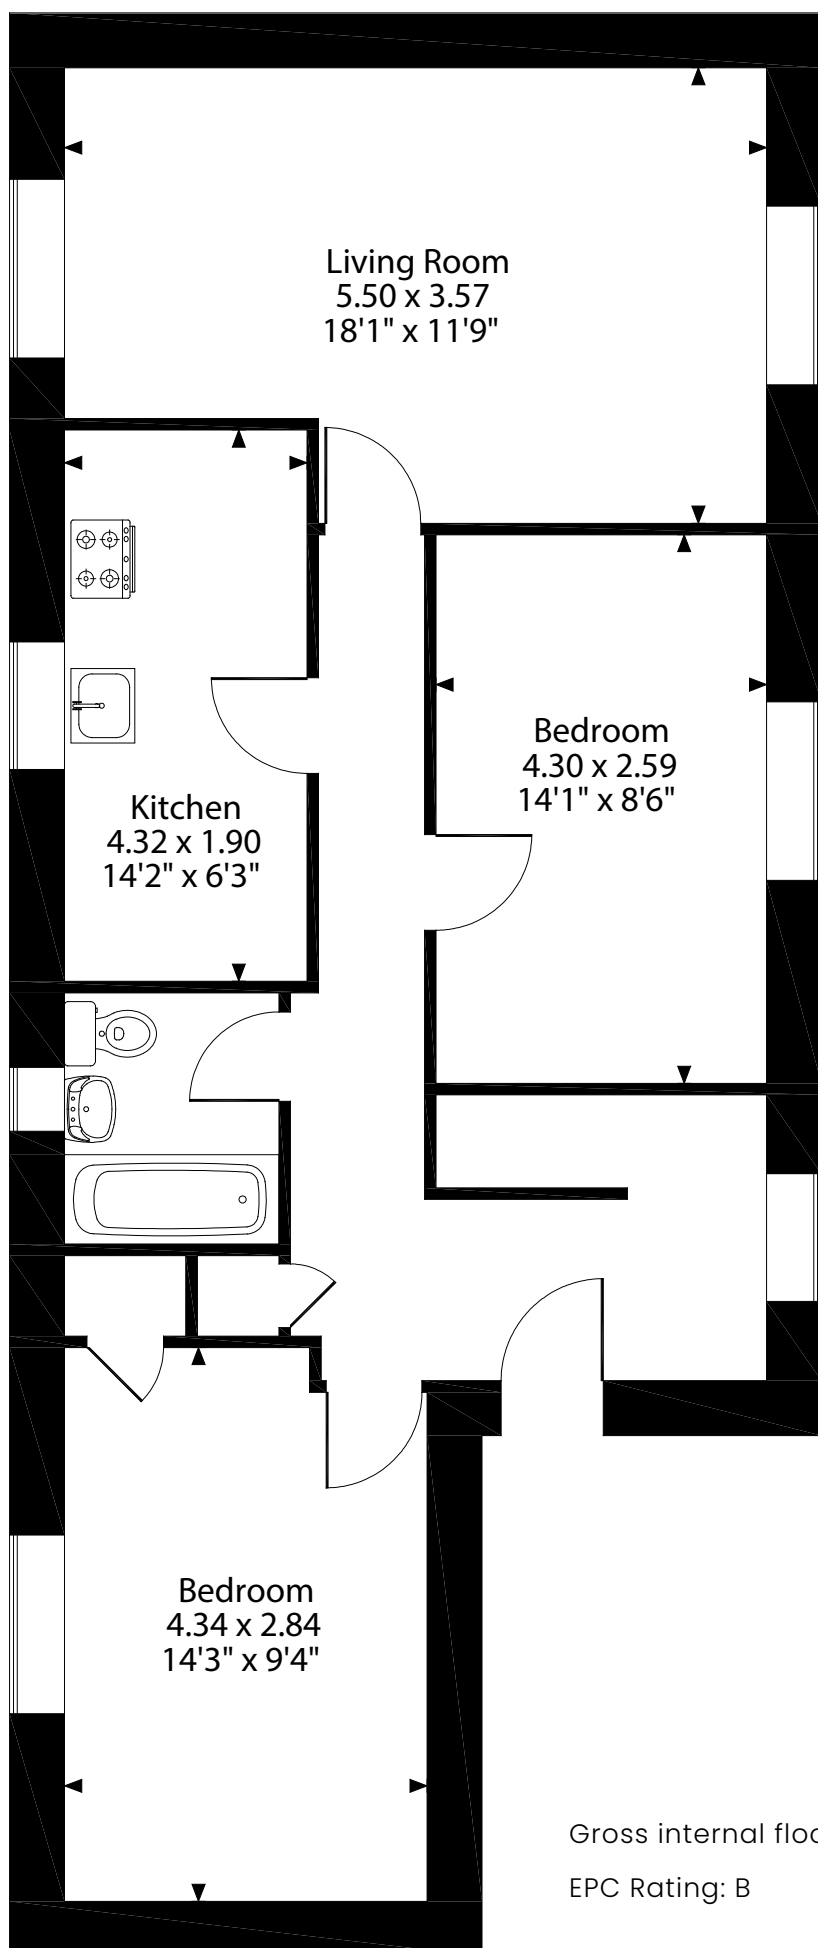 Living Room
5.50 x 3.57
18'1" x 11'9"
Bedroom
4.30 x 2.59
14'1" x 8'6"
Kitchen
4.32 x 1.90
14'2" x 6'3"
Bedroom
4.34 x 2.84
14'3" x 9'4"
Gross internal
EPC Rating: B